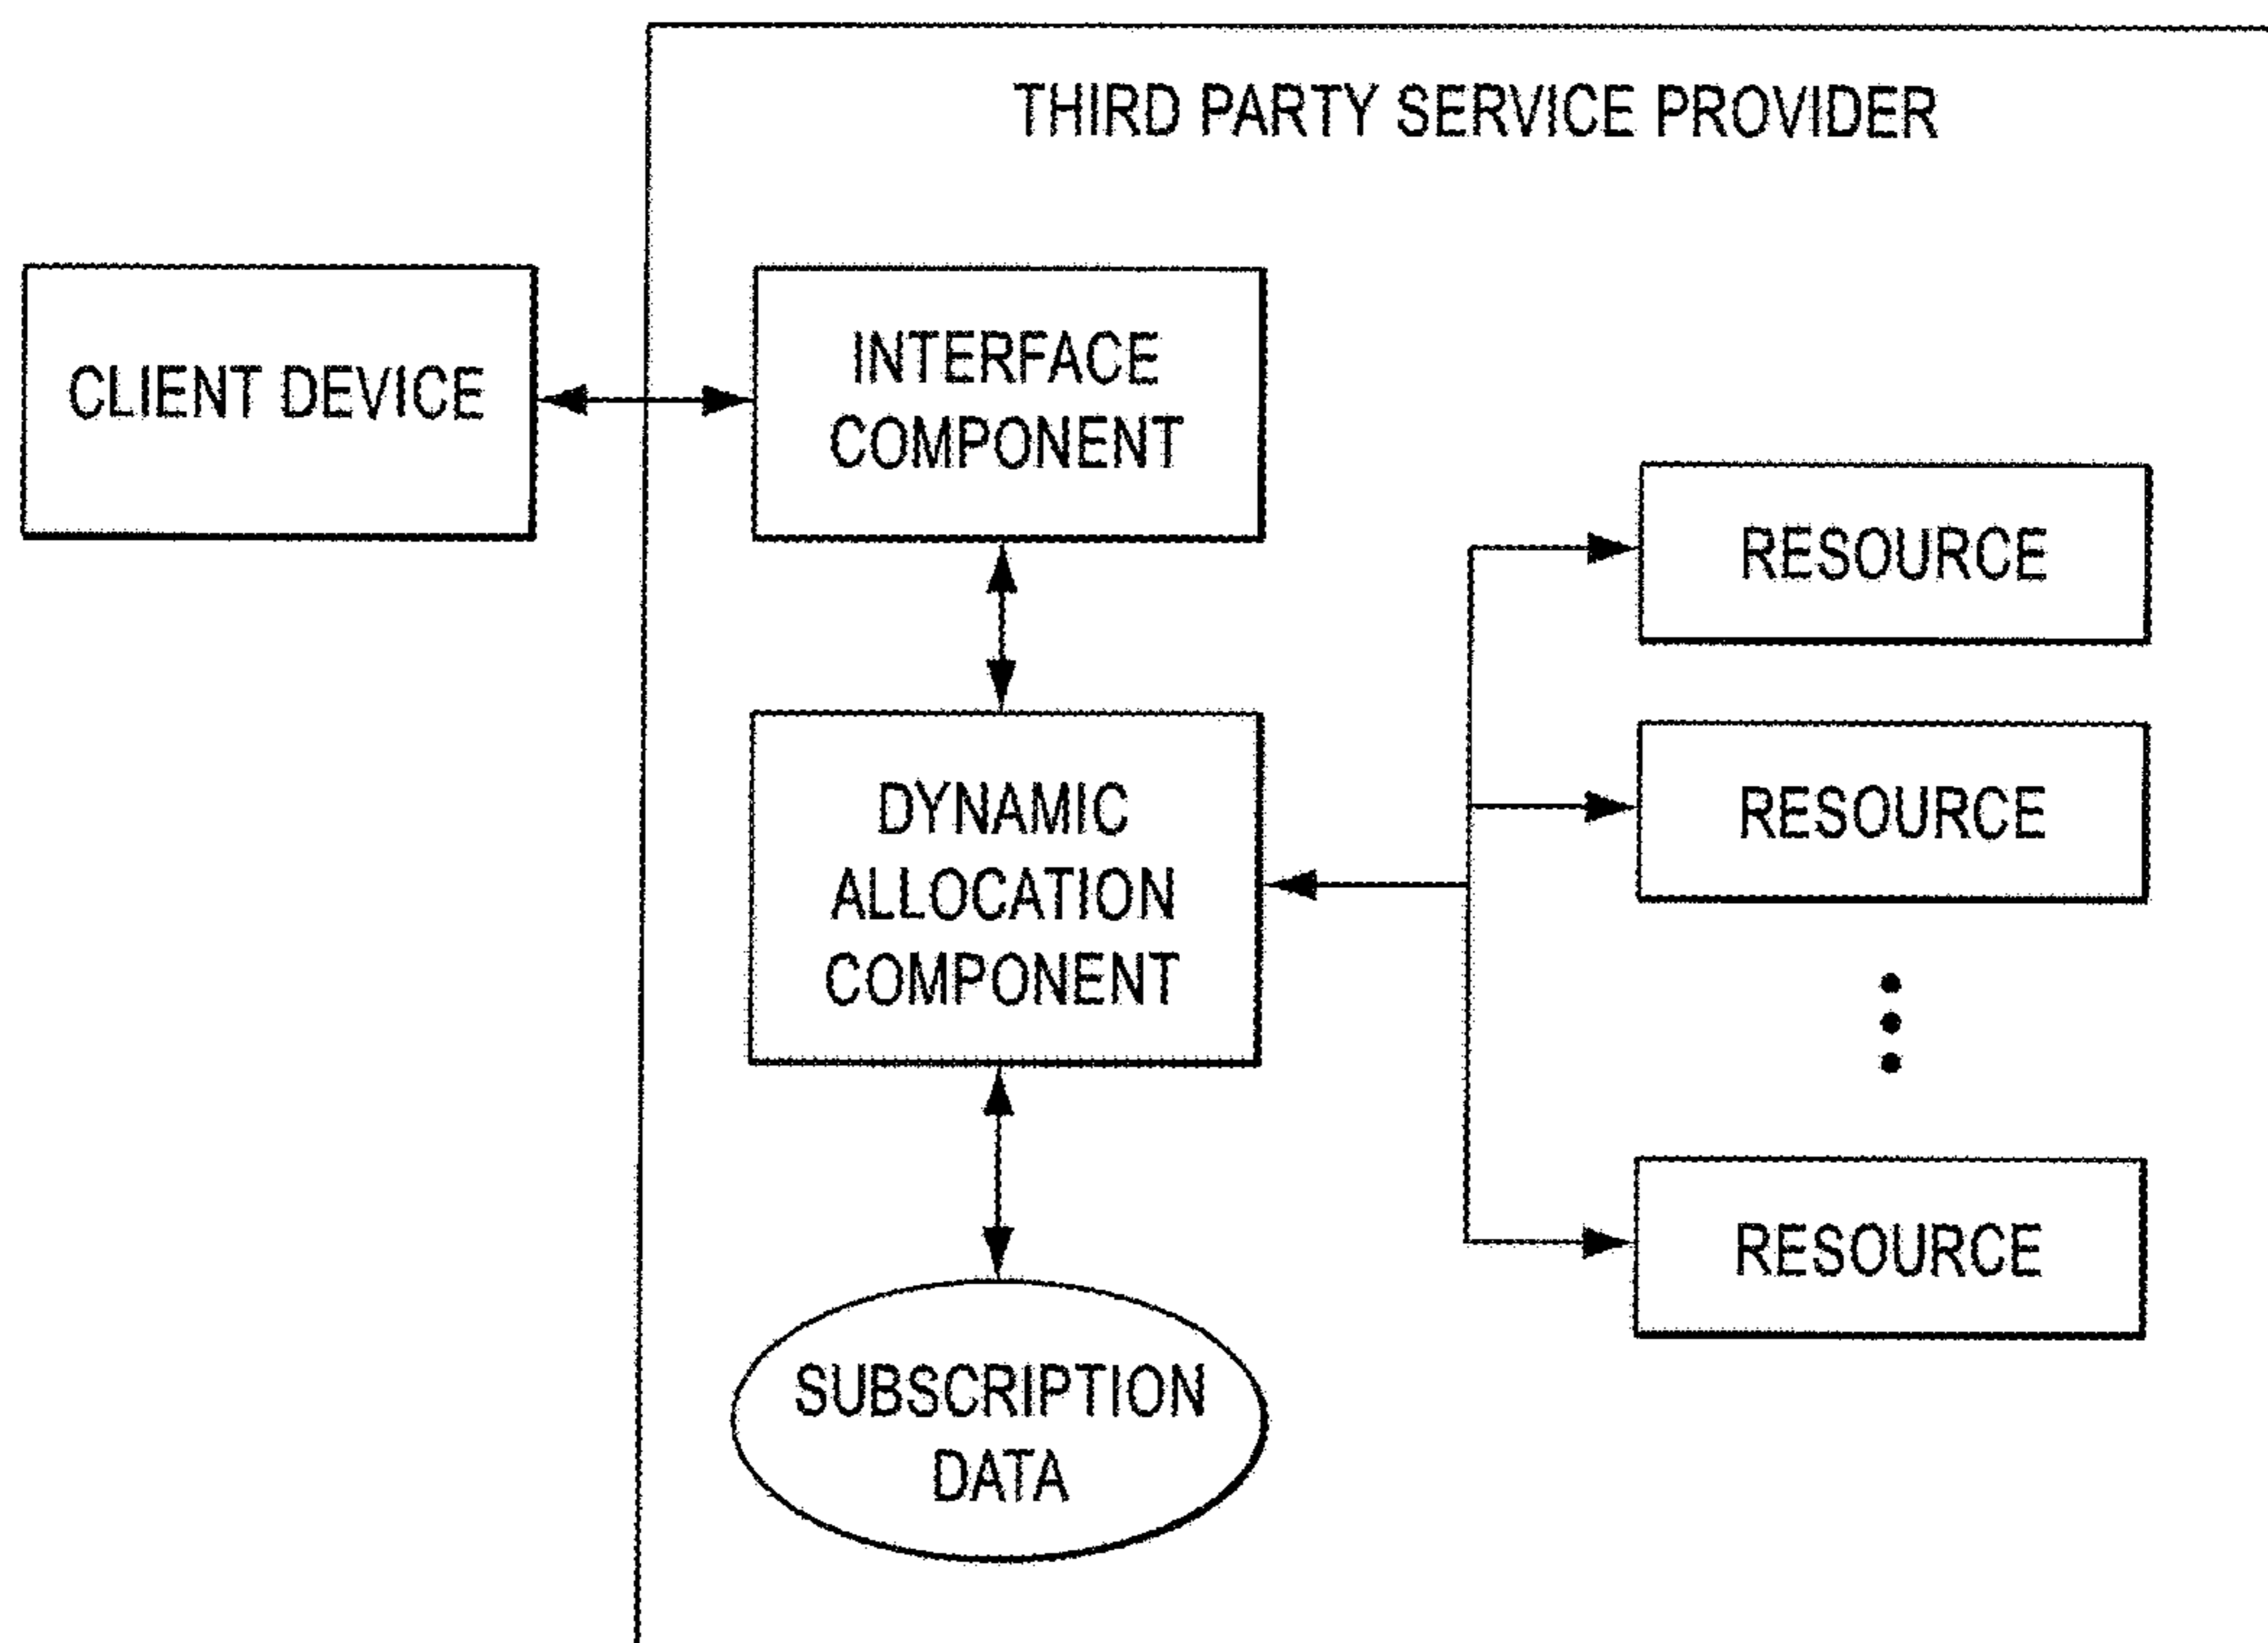 THIRD PARTY SERVICE PROVIDER
CLIENT DEVICE
INTERFACE
COMPONENT
RESOURCE
DYNAMIC
ALLOCATION
COMPONENT
RESOURCE
RESOURCE
SUBSCRIPTION
DATA